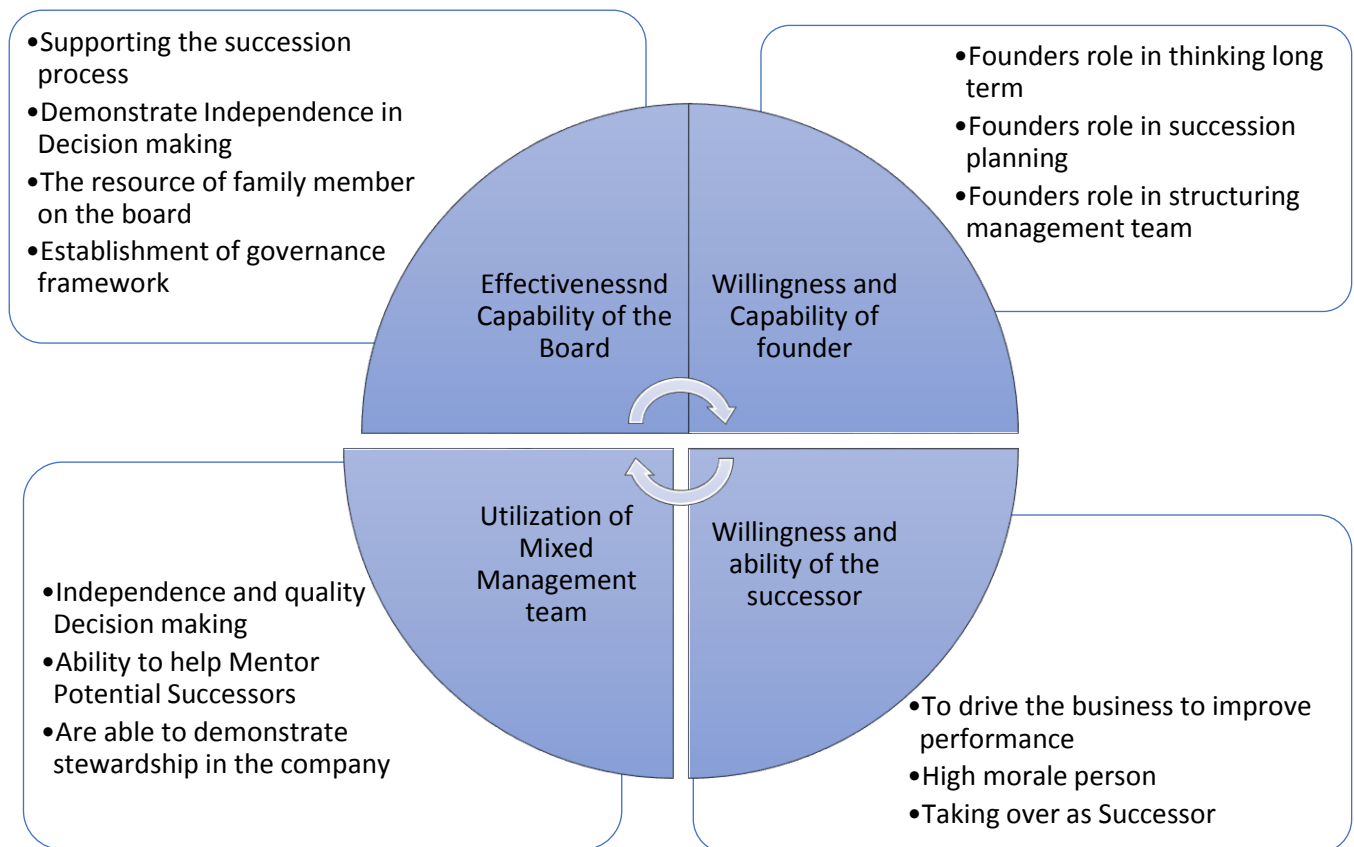 •Supporting the succession
process
•Demonstrate Independence in
Decision making
•The resource of family member
on the board
•Establishment of governance
framework
•Founders role in thinking long
term
•Founders role in succession
planning
•Founders role in structuring
management team
Effectivenessnd
Capability of the
Board
Willingness and
Capability of
founder
Utilization of
Mixed
Management
team
Willingness and
ability of the
successor
•Independence and quality
Decision making
•Ability to help Mentor
Potential Successors
•Are able to demonstrate
stewardship in the company
•To drive the business to improve
performance
•High morale person
•Taking over as Successor